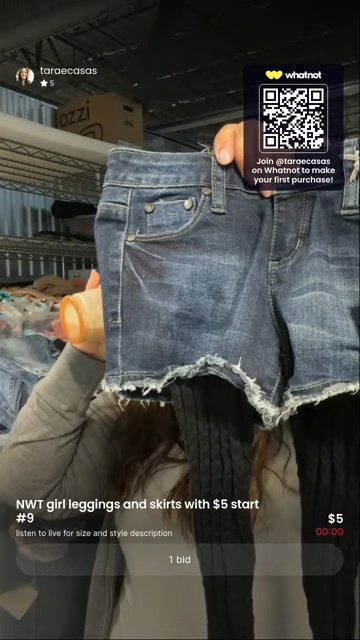 taraecasas
★ 5
whatnot
Join @taraecasas
on Whatnot to make
your first purchase!
ozzi
NWT girl leggings and skirts with $5 start
#9
$5
listen to live for size and style description
00:00
1 bid